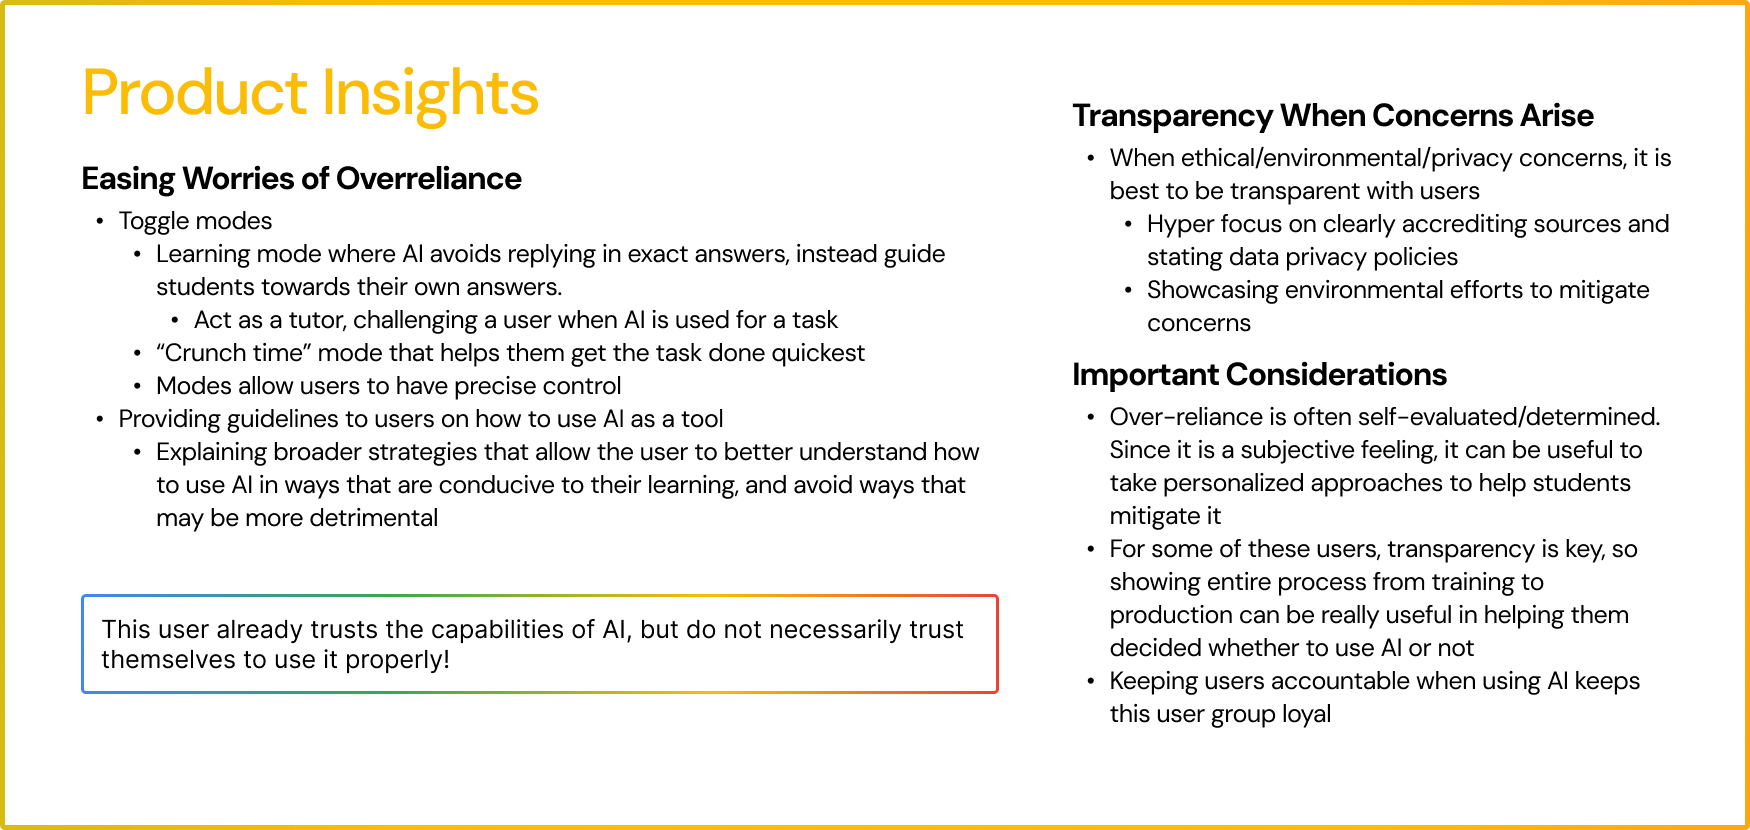 Product Insights
Easing Worries of Overreliance
• Toggle modes
• Learning mode where AI avoids replying in exact answers, instead guide
students towards their own answers.
• Act as a tutor, challenging a user when AI is used for a task
• “Crunch time” mode that helps them get the task done quickest
• Modes allow users to have precise control
• Providing guidelines to users on how to use AI as a tool
• Explaining broader strategies that allow the user to better understand how
to use AI in ways that are conducive to their learning, and avoid ways that
may be more detrimental
This user already trusts the capabilities of AI, but do not necessarily trust
themselves to use it properly!
Transparency When Concerns Arise
• When ethical/environmental/privacy concerns, it is
best to be transparent with users
• Hyper focus on clearly accrediting sources and
stating data privacy policies
• Showcasing environmental efforts to mitigate
concerns
Important Considerations
• Over-reliance is often self-evaluated/determined.
Since it is a subjective feeling, it can be useful to
take personalized approaches to help students
mitigate it
• For some of these users, transparency is key, so
showing entire process from training to
production can be really useful in helping them
decided whether to use AI or not
• Keeping users accountable when using AI keeps
this user group loyal